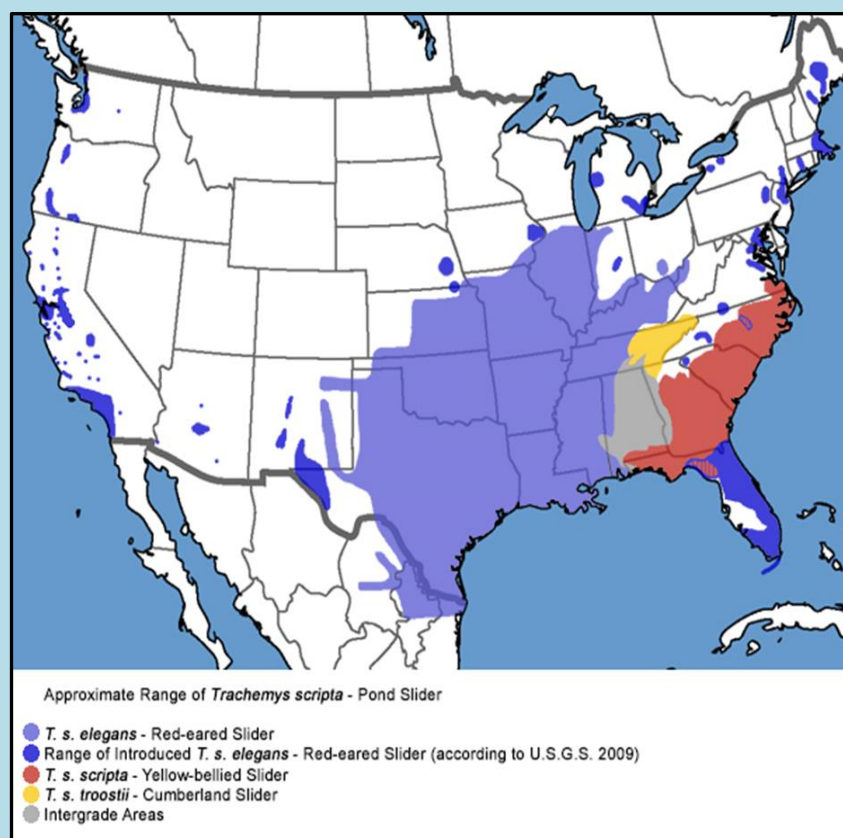 Approximate Range of Trachemys scripta - Pond Slider
T. s. elegans - Red-eared Slider
Range of Introduced T. s. elegans - Red-eared Slider (according to U.S.G.S. 2009)
T. s. scripta - Yellow-bellied Slider
T. s. troostii - Cumberland Slider
Intergrade Areas